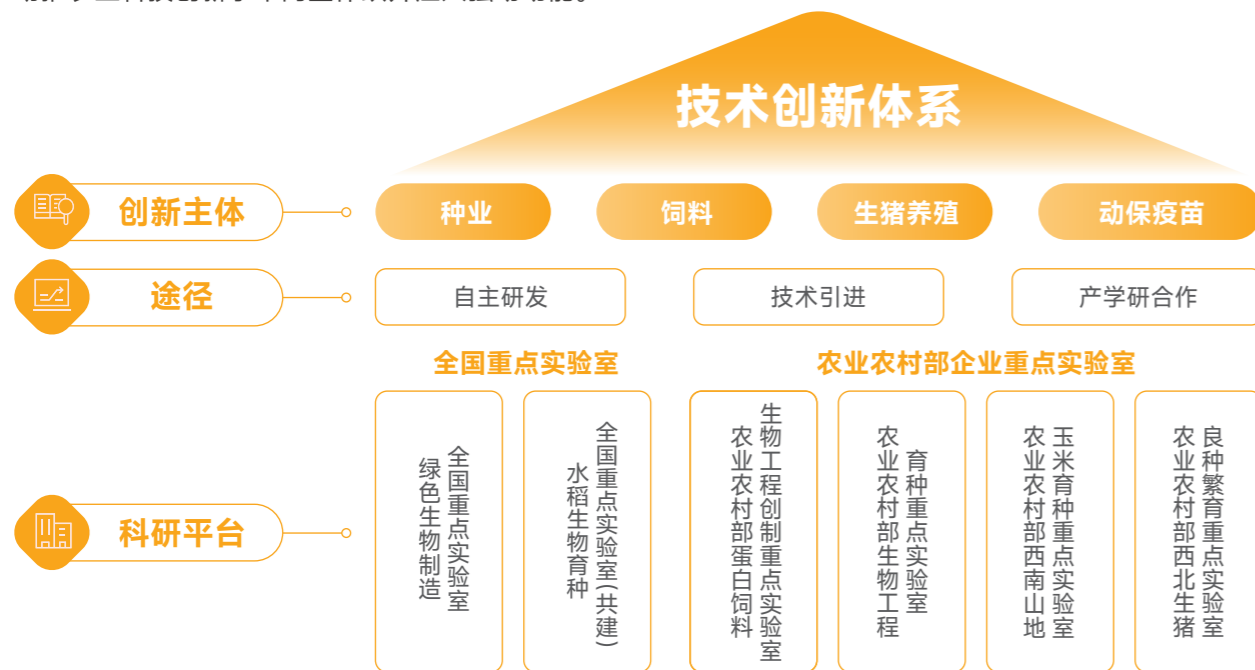 技术创新体系
创新主体
种业
饲料
生猪养殖
动保疫苗
途径
自主研发
技术引进
产学研合作
全国重点实验室
农业农村部企业重点实验室
科研平台
绿色生物制造
全国重点实验室
水稻生物育种
全国重点实验室(共建)
农业农村部蛋白饲料
生物工程创制重点实验室
农业农村部生物工程
育种重点实验室
农业农村部西南山地
玉米育种重点实验室
农业农村部西北生猪
良种繁育重点实验室